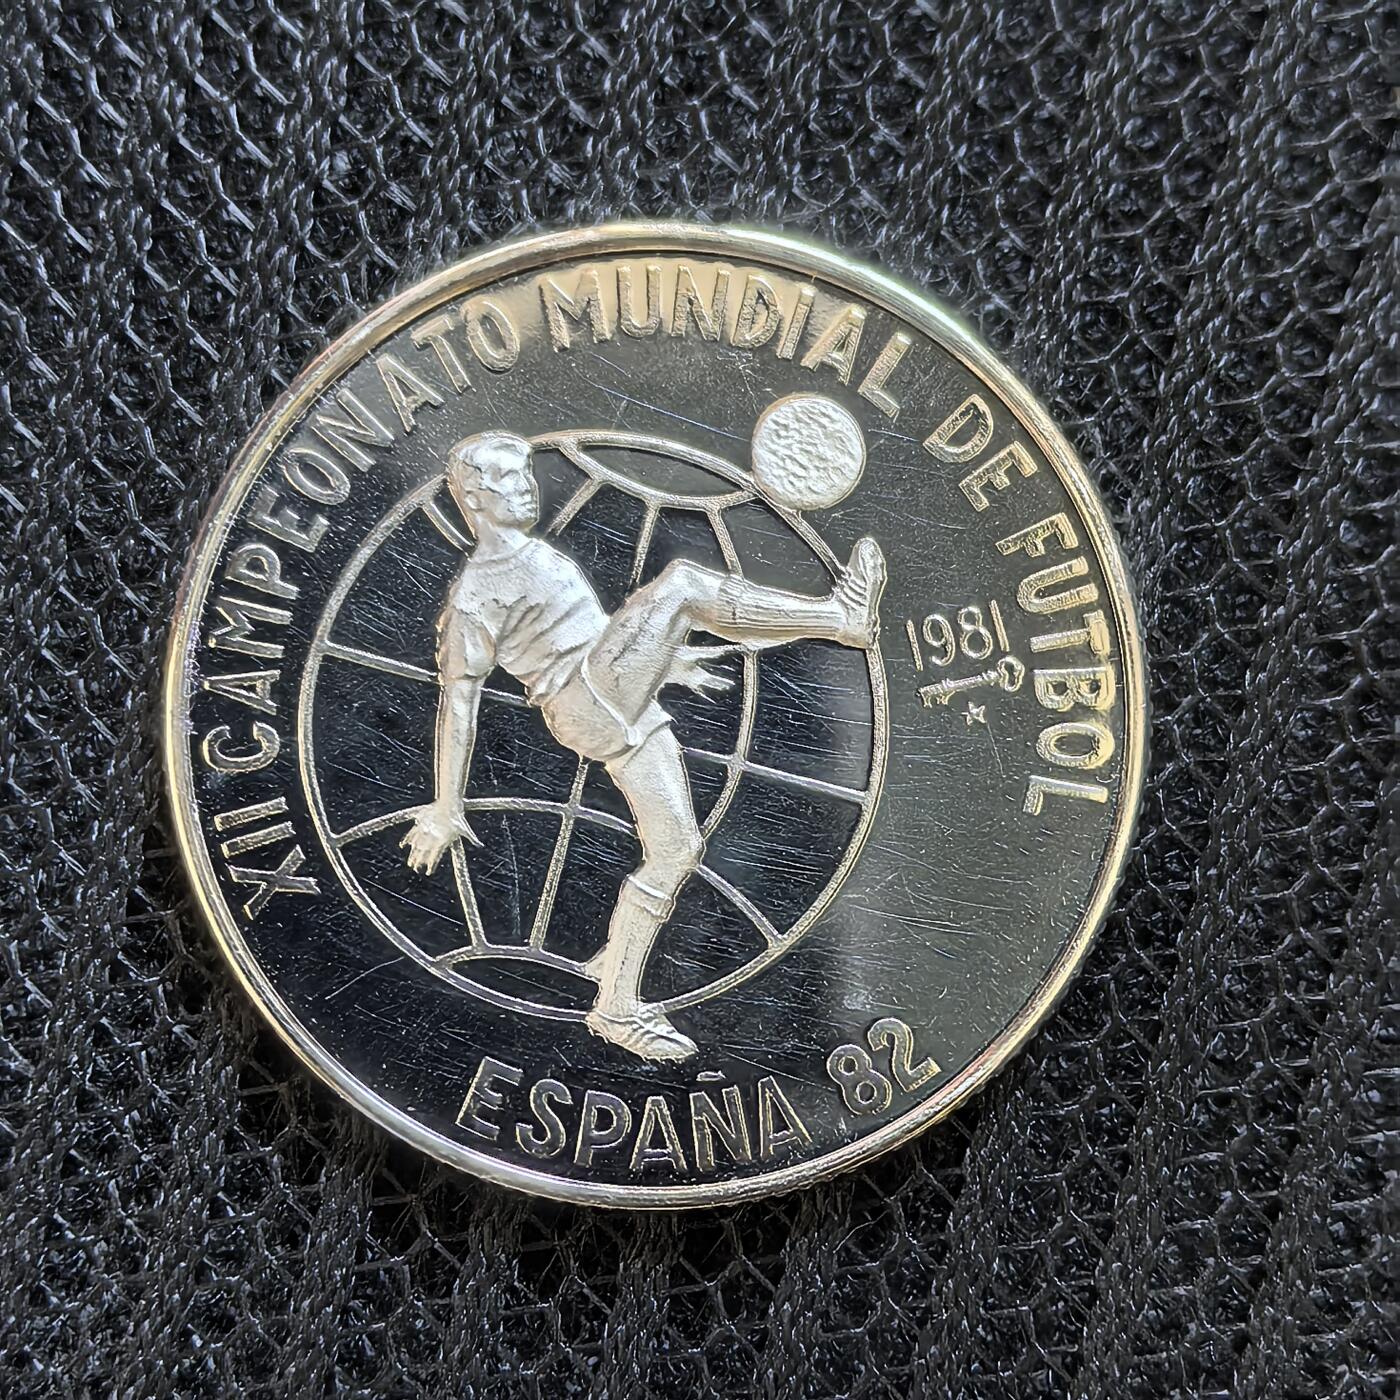 XII CAMPEONATO MUNDIAL DE FUTBOL
1981
ESPAÑA 82